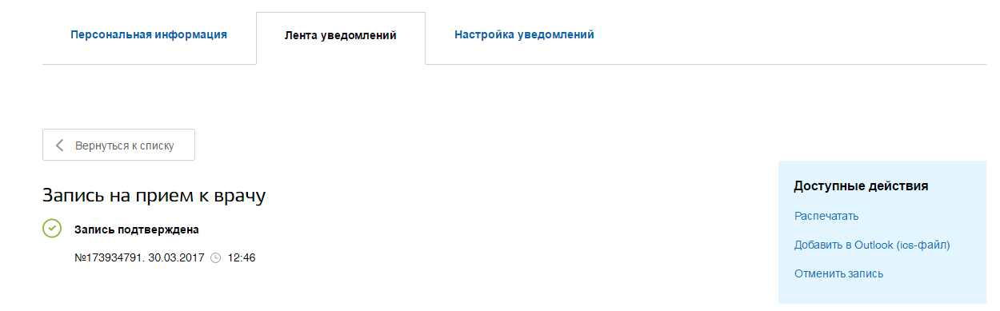 Персональная информация
Лента уведомлений
Настройка уведомлений
Вернуться к списку
Запись на прием к врачу
Запись подтверждена
№173934791. 30.03.2017 12:46
Доступные действия
Распечатать
Добавить в Outlook (ics-файл)
Отменить запись